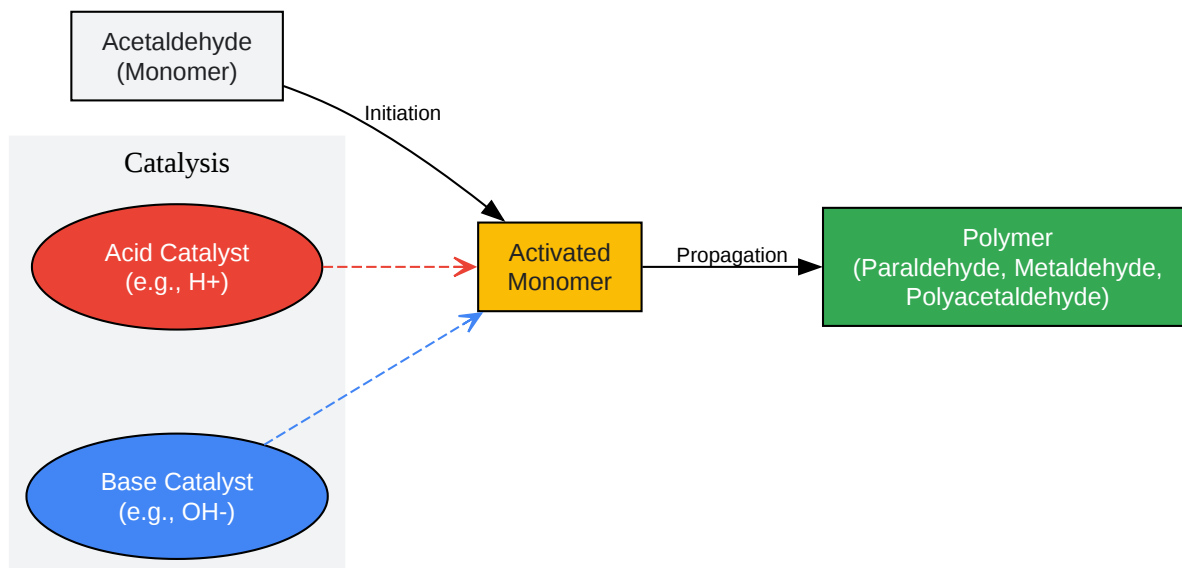 Acetaldehyde
(Monomer)
Initiation
Catalysis
Acid Catalyst
(e.g., H+)
Activated
Monomer
Propagation
Polymer
(Paraldehyde, Metaldehyde,
Polyacetaldehyde)
Base Catalyst
(e.g., OH-)